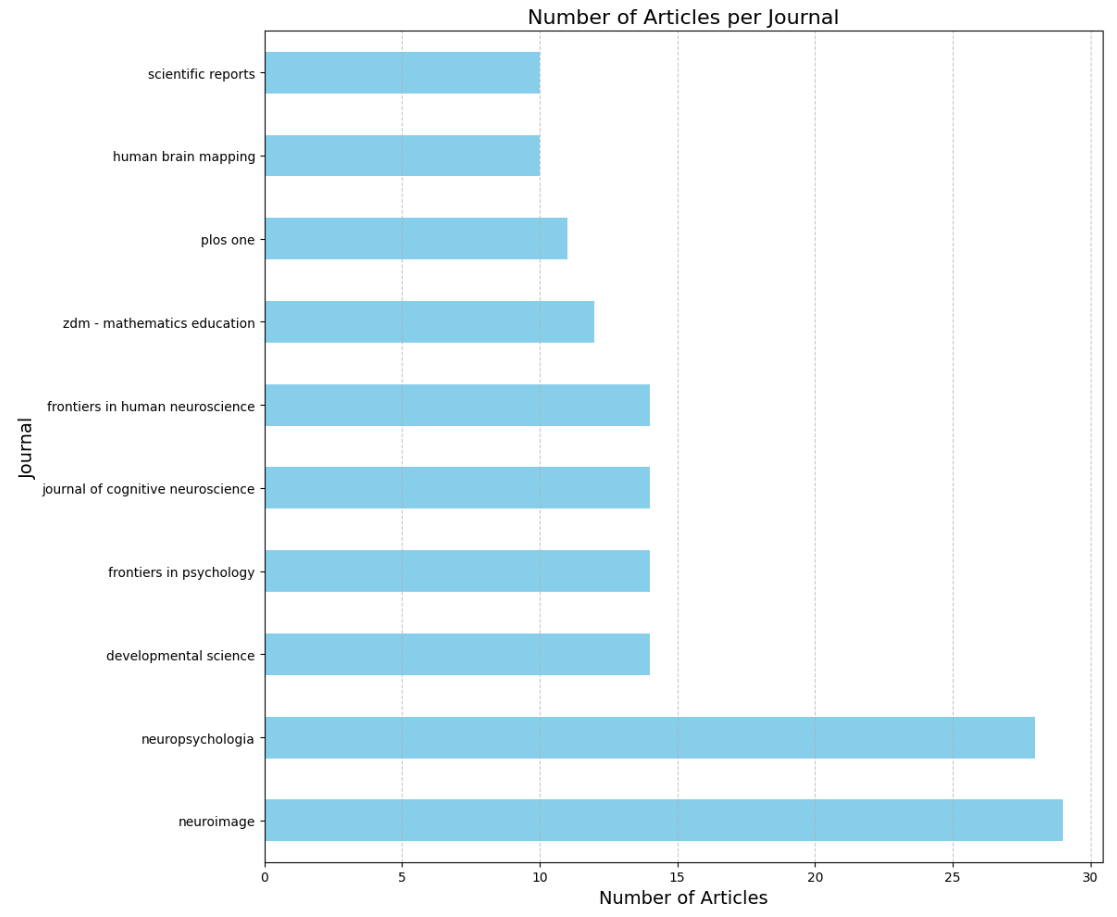 Number of Articles per Journal
scientific reports
human brain mapping
plos one
zdm - mathematics education
frontiers in human neuroscience
journal of cognitive neuroscience
frontiers in psychology
developmental science
neuropsychologia
neuroimage
Journal
0 5 10 15 20 25 30
Number of Articles